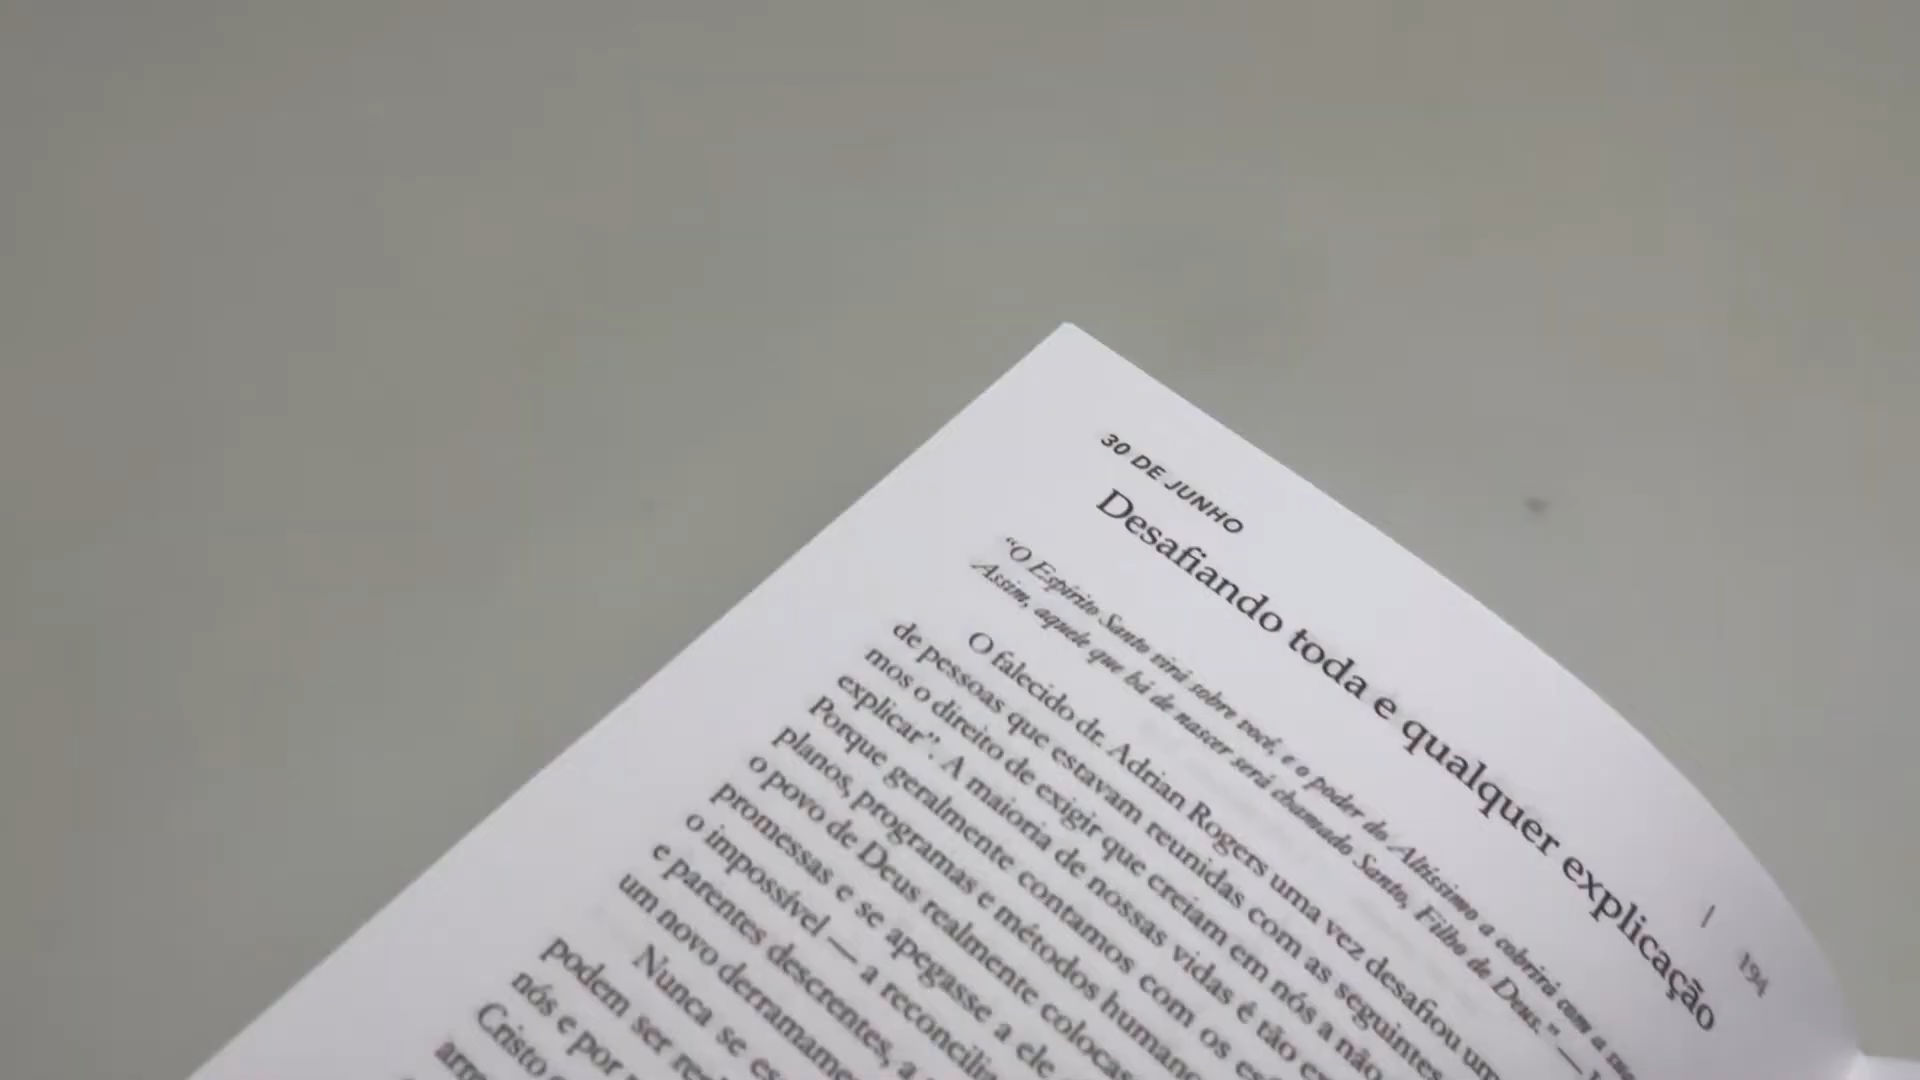 30 DE JUNHO
194
Desafiando toda e qualquer explicação
“O Espírito Santo virá sobre você, e o poder do Altíssimo a cobrirá com a
Assim, aquele que há de nascer será chamado Santo, Filho de Deus.” —
O falecido dr. Adrian Rogers uma vez desafiou um
de pessoas que estavam reunidas com as seguintes
mos o direito de exigir que creiam em nós a não
explicar”. A maioria de nossas vidas é tão
Porque geralmente contamos com os
planos, programas e métodos
o povo de Deus realmente
promessas e se apegasse a ele
o impossível — a
e parentes descrentes, a
um novo
Nunca se
podem ser
nós e por
Cristo